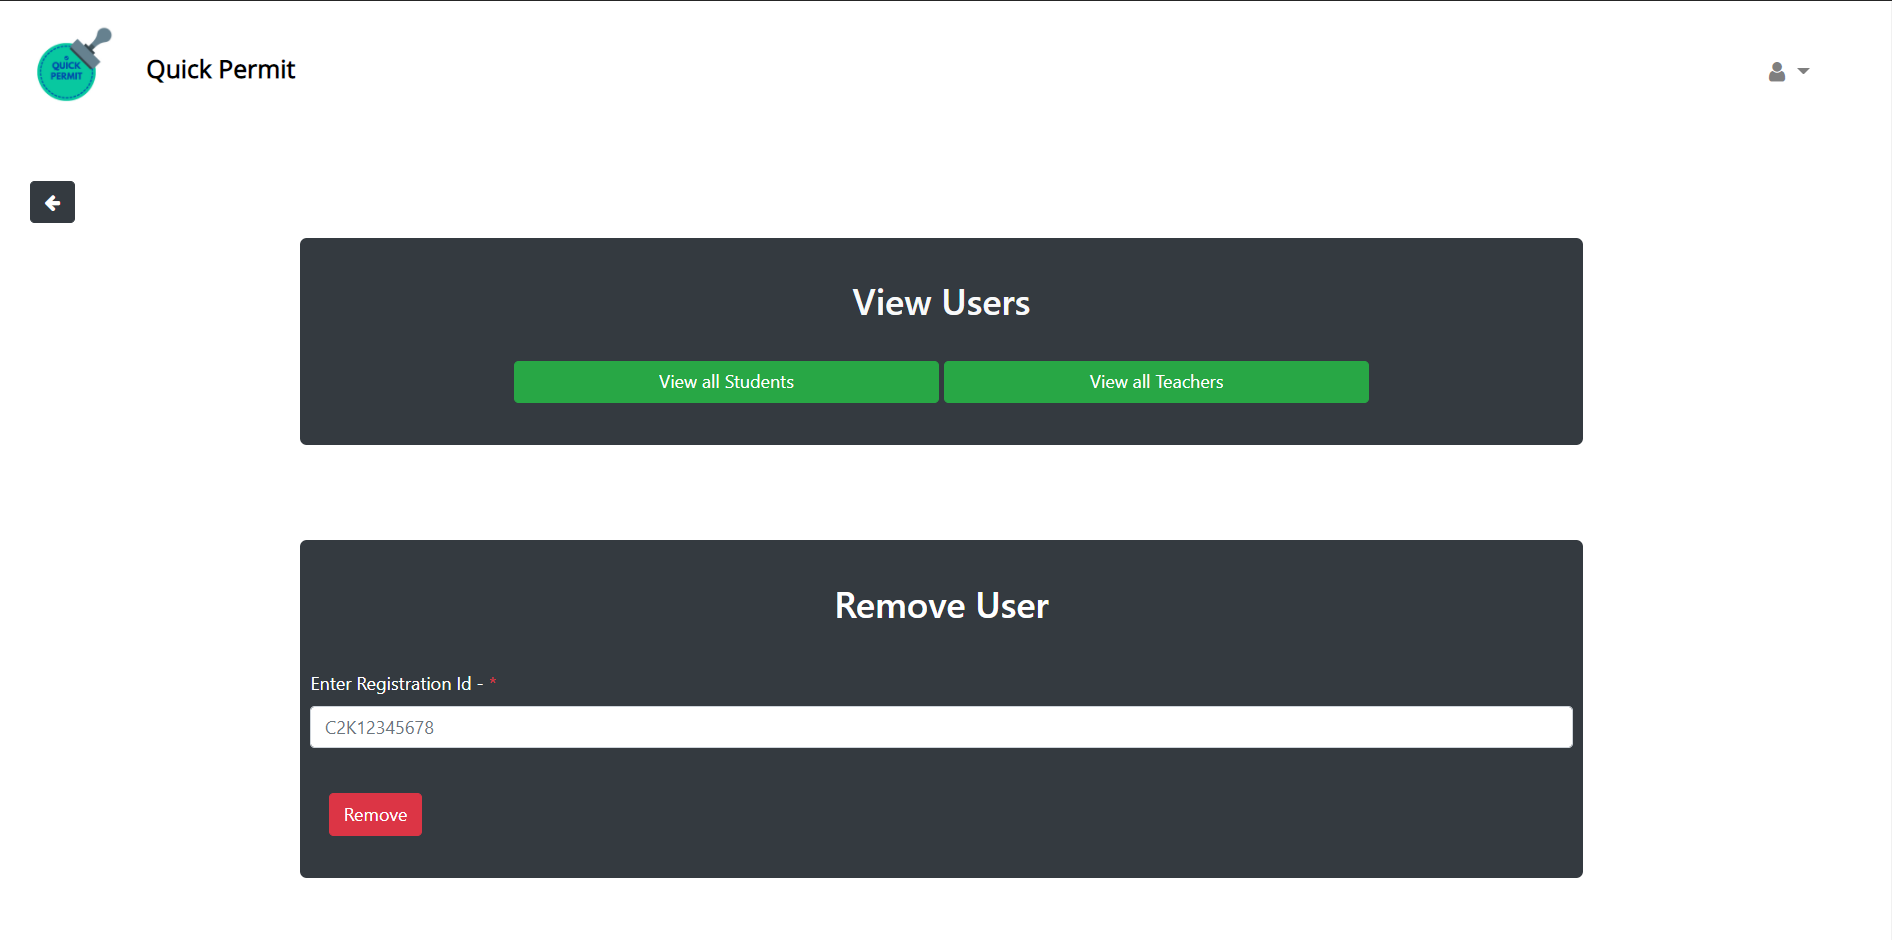 QUICK
PERMIT
Quick Permit
View Users
View all Students
View all Teachers
Remove User
Enter Registration Id - *
C2K12345678
Remove